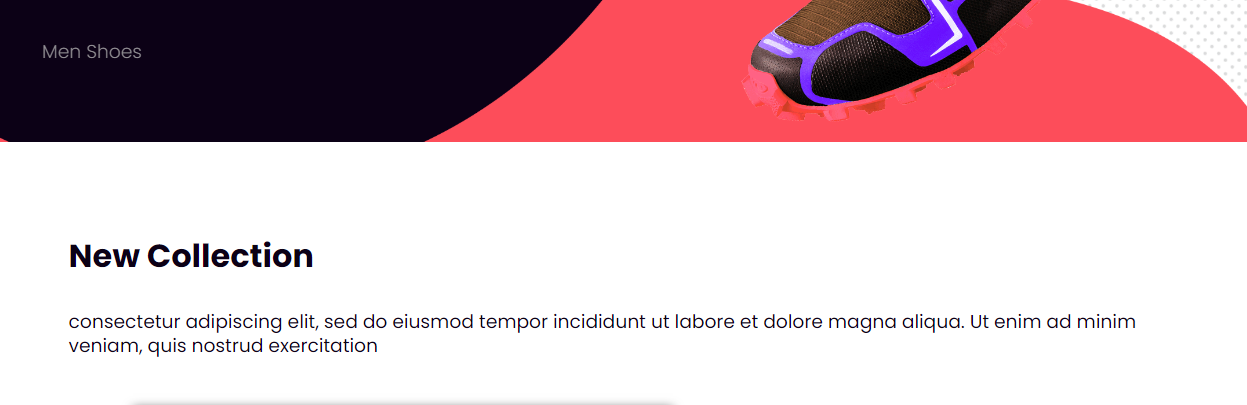 Men Shoes
New Collection
consectetur adipiscing elit, sed do eiusmod tempor incididunt ut labore et dolore magna aliqua. Ut enim ad minim
veniam, quis nostrud exercitation